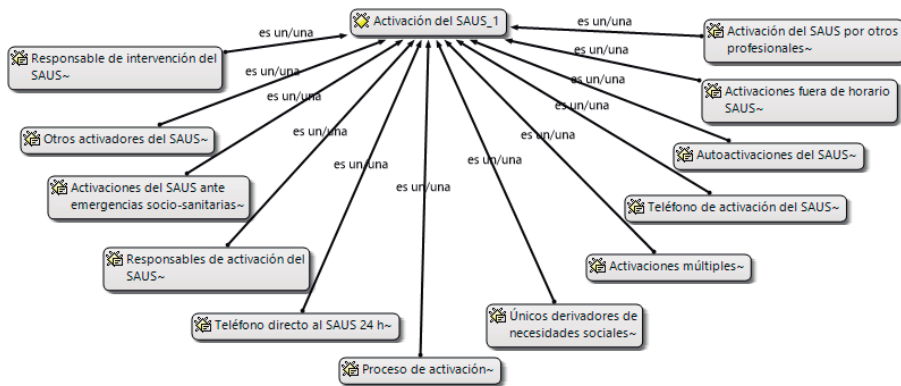 Activación del SAUS_1
es un/una
es un/una
Activación del SAUS por otros
profesionales~
Responsable de intervención del
SAUS~
es un/una
es un/una
Activaciones fuera de horario
SAUS~
es un/una
es un/una
es un/una
Otros activadores del SAUS~
es un/una
es un/una
Autoactivaciones del SAUS~
es un/una
Activaciones del SAUS ante
emergencias socio-sanitarias~
es un/una
es un/una
Teléfono de activación del SAUS~
Responsables de activación del
SAUS~
Activaciones múltiples~
Teléfono directo al SAUS 24 h~
Únicos derivadores de
necesidades sociales~
Proceso de activación~